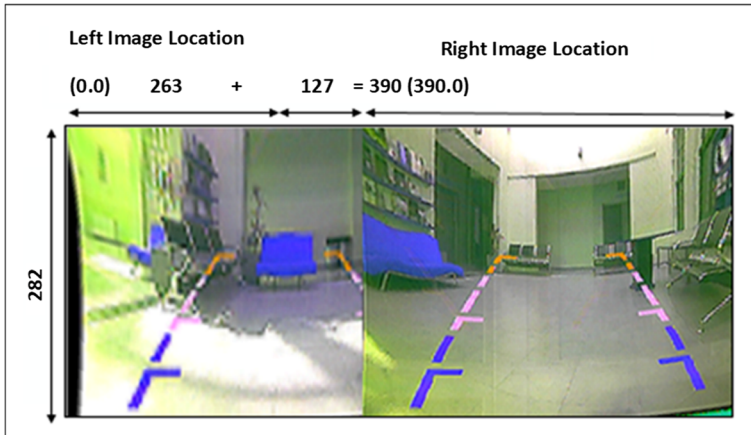 Left Image Location
Right Image Location
(0.0) 263 + 127 = 390 (390.0)
282